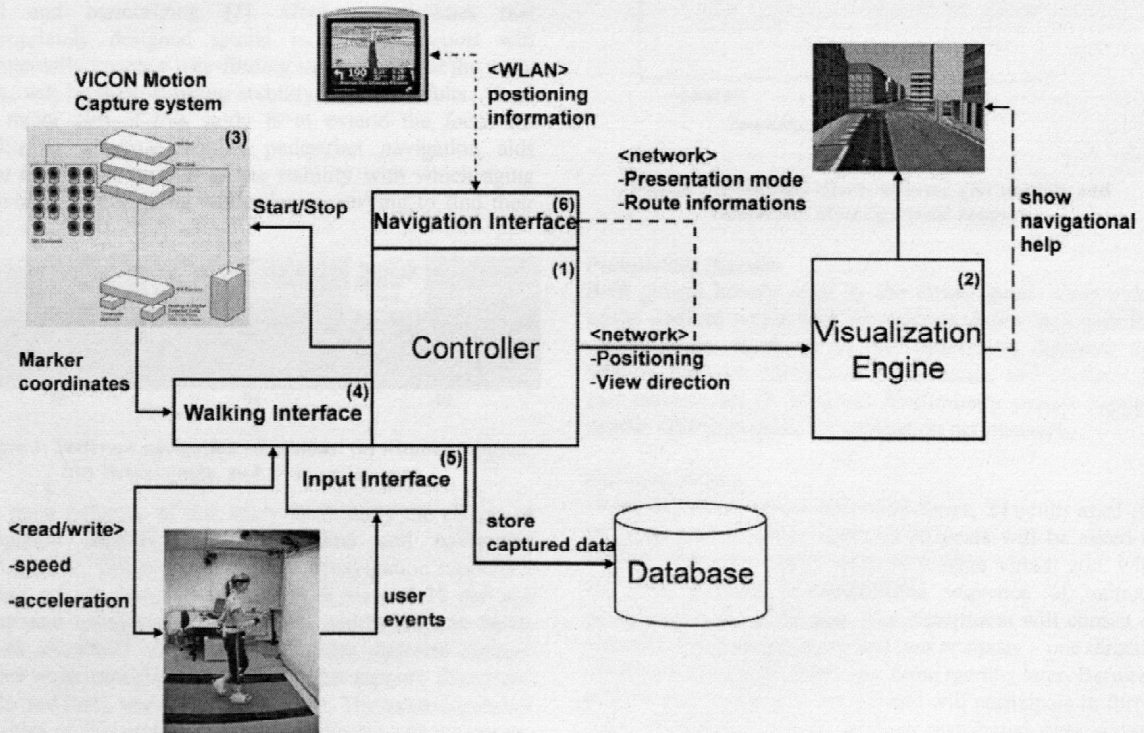 VICON Motion
Capture system
(3)
<WLAN>
postioning
information
<network>
-Presentation mode
-Route informations
show
navigational
help
Start/Stop
(6)
Navigation Interface
(1)
Controller
(2)
Visualization
Engine
<network>
-Positioning
-View direction
Marker
coordinates
(4)
Walking Interface
(5)
Input Interface
<read/write>
-speed
-acceleration
user
events
store
captured data
Database